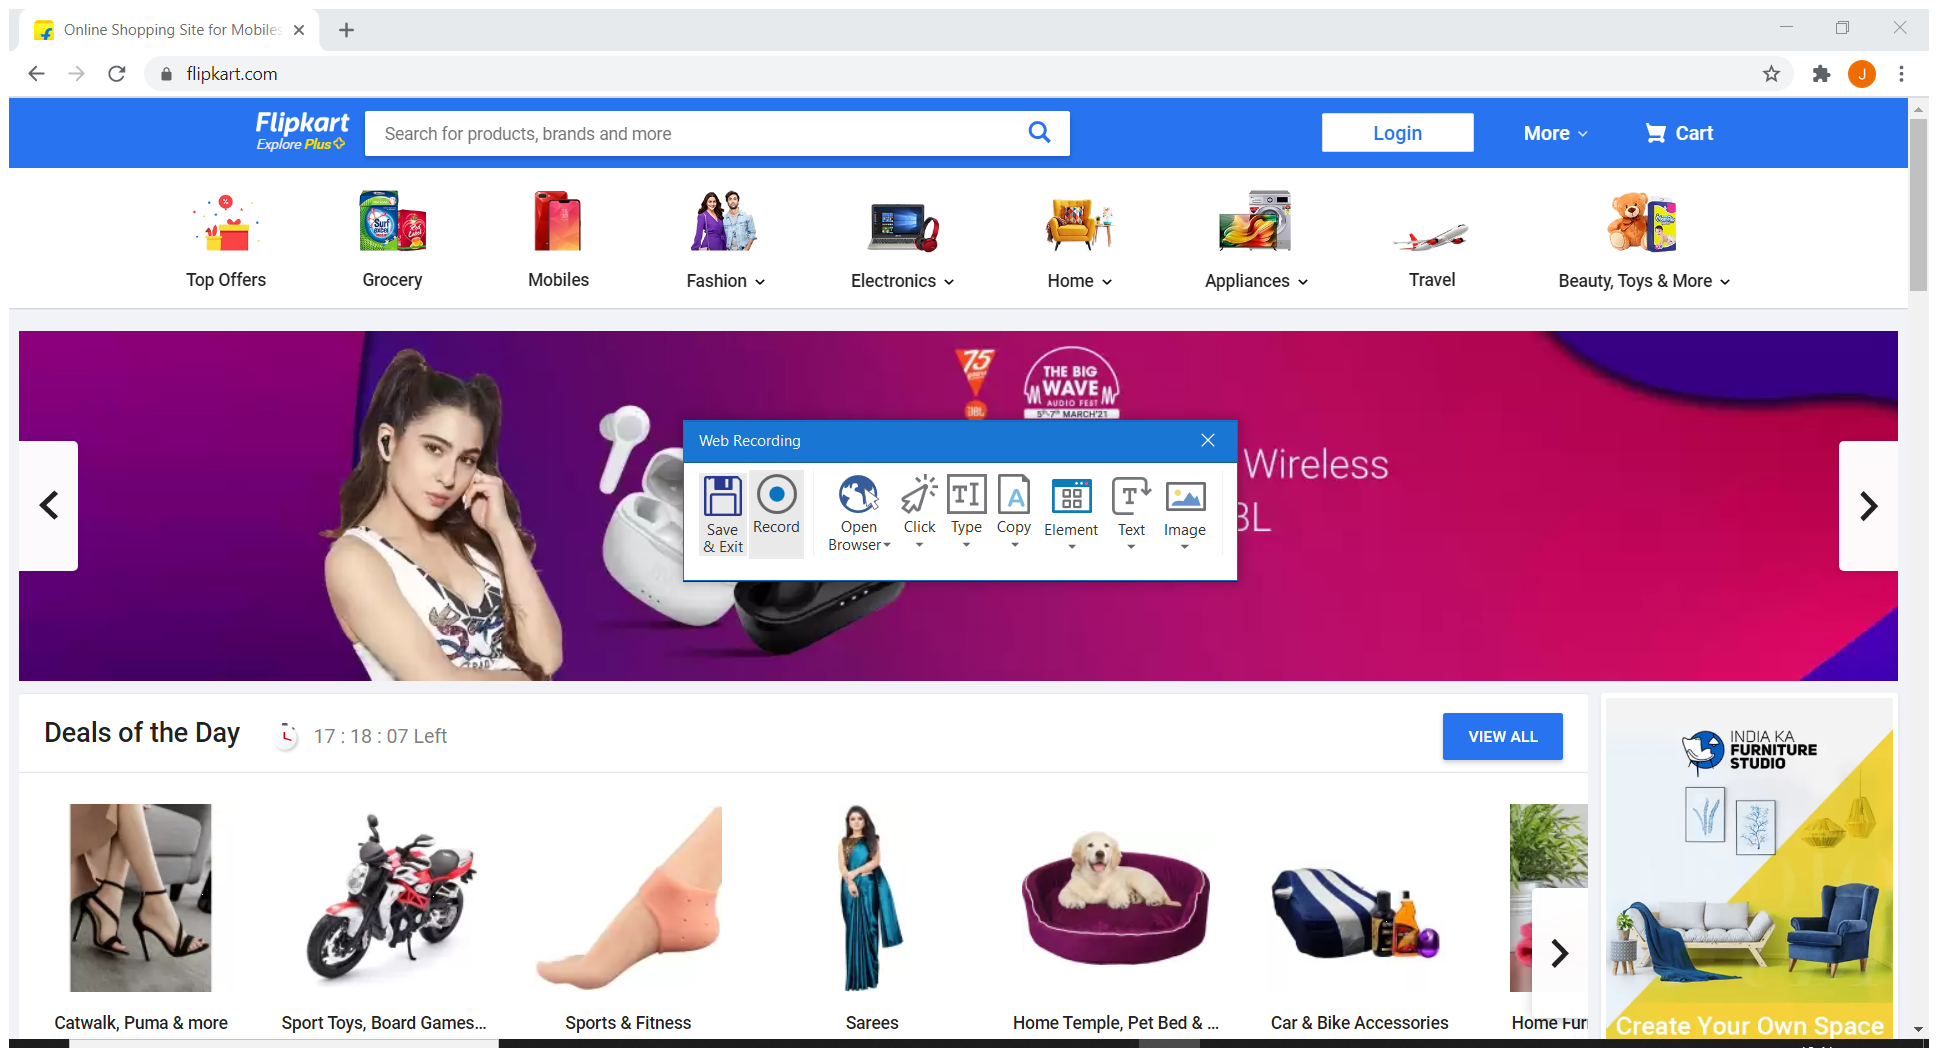 Online Shopping Site for Mobiles
flipkart.com
J
Flipkart
Explore Plus
Search for products, brands and more
Login
More
Cart
Surf excel
Top Offers
Grocery
Mobiles
Fashion
Electronics
Home
Appliances
Travel
Beauty, Toys & More
75
JBL
THE BIG
WAVE
AUDIO FEST
5th-7th MARCH'21
Web Recording
Wireless
BL
Save
& Exit
Record
Open
Browser
Click
Type
Copy
Element
Text
Image
Deals of the Day
17 : 18 : 07 Left
VIEW ALL
INDIA KA
FURNITURE
STUDIO
Catwalk, Puma & more
Sport Toys, Board Games...
Sports & Fitness
Sarees
Home Temple, Pet Bed & ...
Car & Bike Accessories
Home Fur
Create Your Own Space